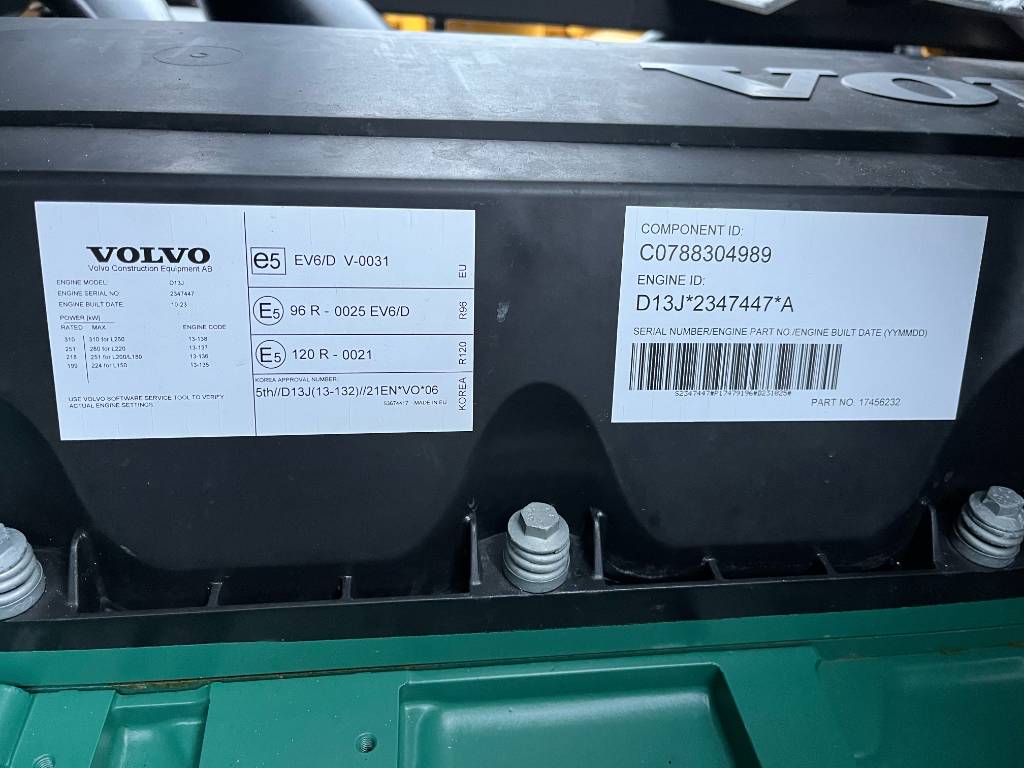 VOLVO
Volvo Construction Equipment AB
ENGINE MODEL: D13J
ENGINE SERIAL NO: 2347447
ENGINE BUILT DATE: 10-23
POWER [kW]
RATED MAX ENGINE CODE
310 310 for L260 13-138
251 260 for L220 13-137
218 251 for L200/L180 13-136
199 224 for L150 13-135
USE VOLVO SOFTWARE SERVICE TOOL TO VERIFY
ACTUAL ENGINE SETTINGS
e5 EV6/D V-0031 EU
E5 96 R - 0025 EV6/D R96
E5 120 R - 0021 R120
KOREA APPROVAL NUMBER:
5th//D13J(13-132)//21EN*VO*06 KOREA
MADE IN EU
COMPONENT ID:
C0788304989
ENGINE ID:
D13J*2347447*A
SERIAL NUMBER/ENGINE PART NO./ENGINE BUILT DATE (YYMMDD)
S2347447#P17479196#D231025#
PART NO. 17456232